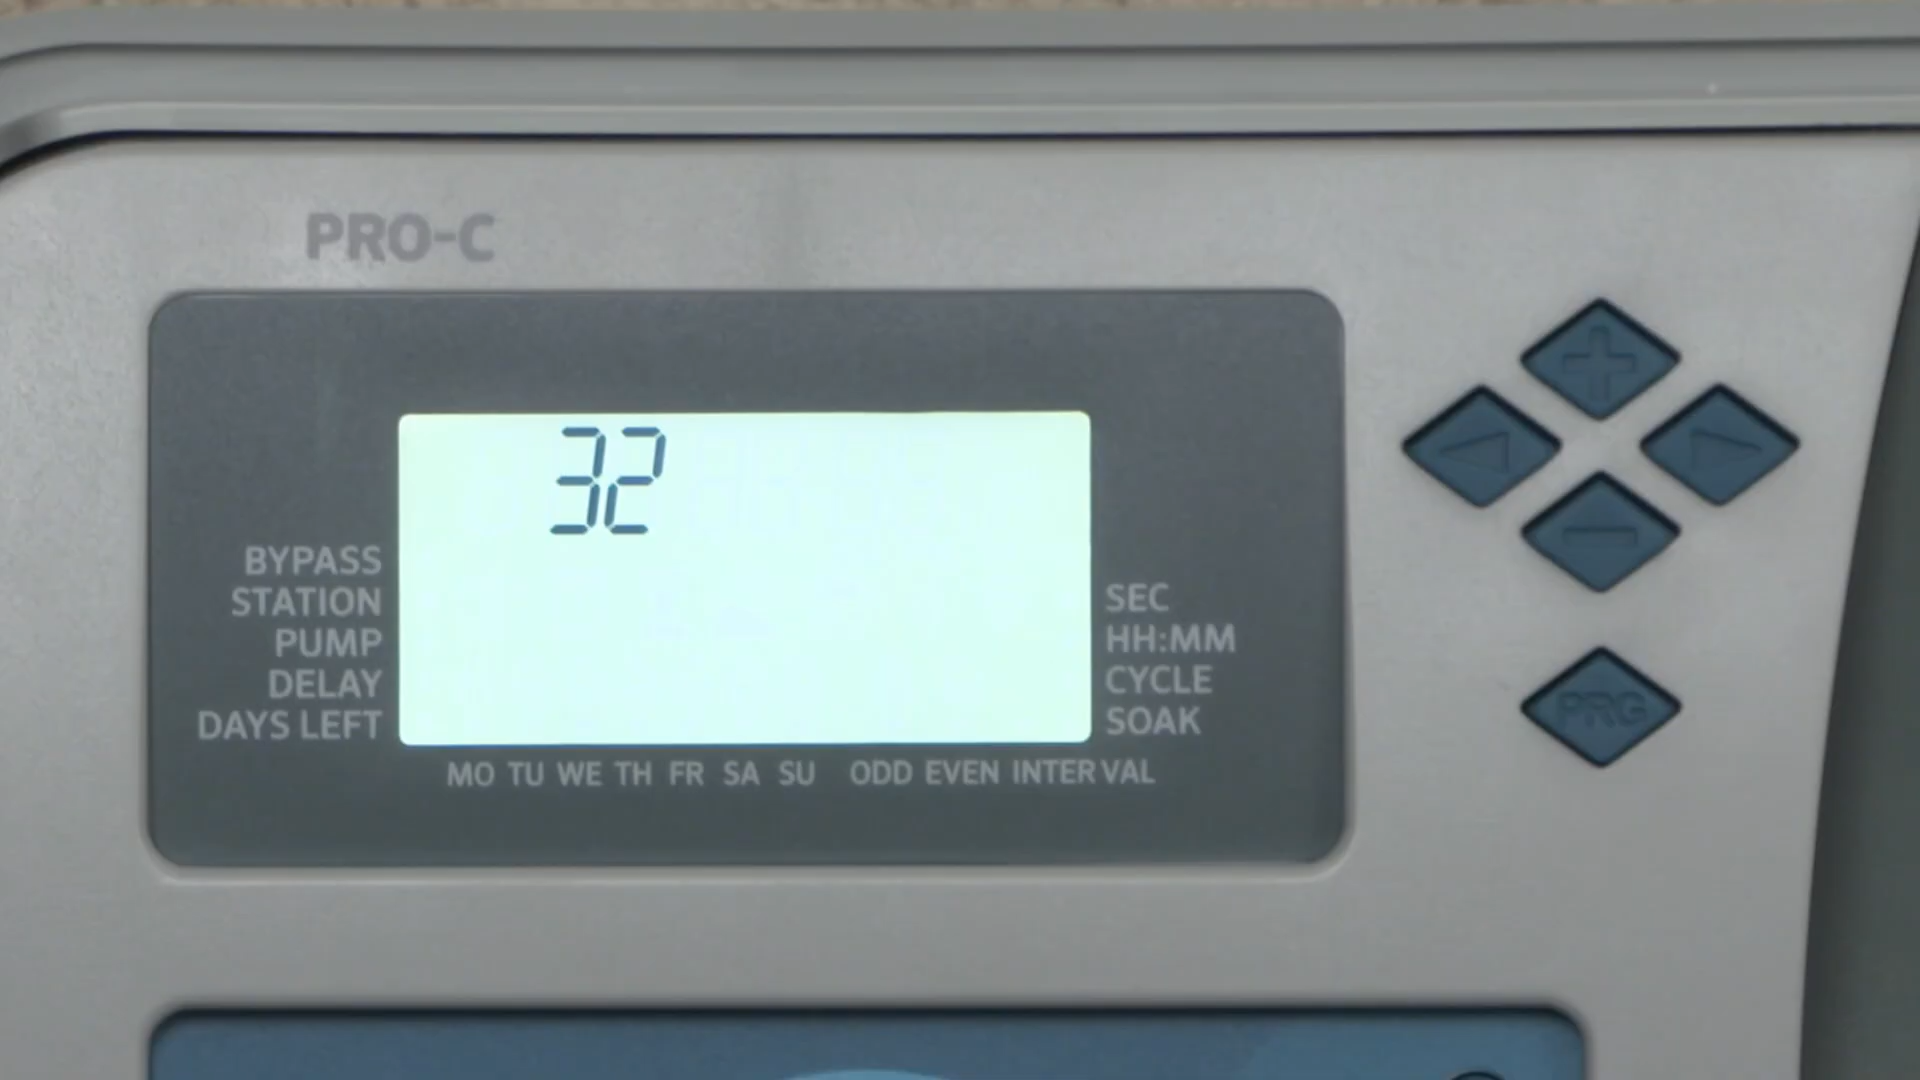 PRO-C
32
BYPASS
STATION
PUMP
DELAY
DAYS LEFT
SEC
HH:MM
CYCLE
SOAK
MO TU WE TH FR SA SU ODD EVEN INTERVAL
PRG